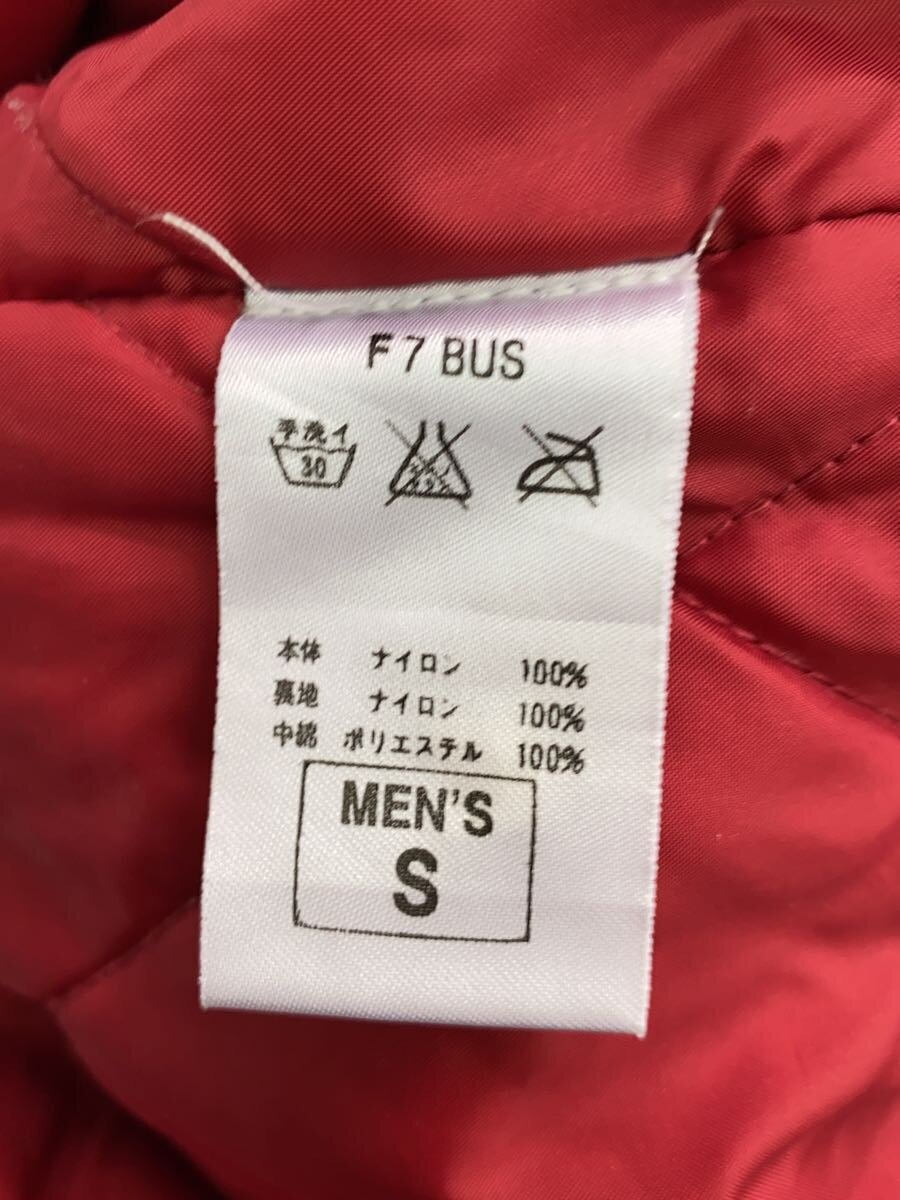 F7 BUS
手洗イ
30
本体 ナイロン 100%
裏地 ナイロン 100%
中綿 ポリエステル 100%
MEN'S
S